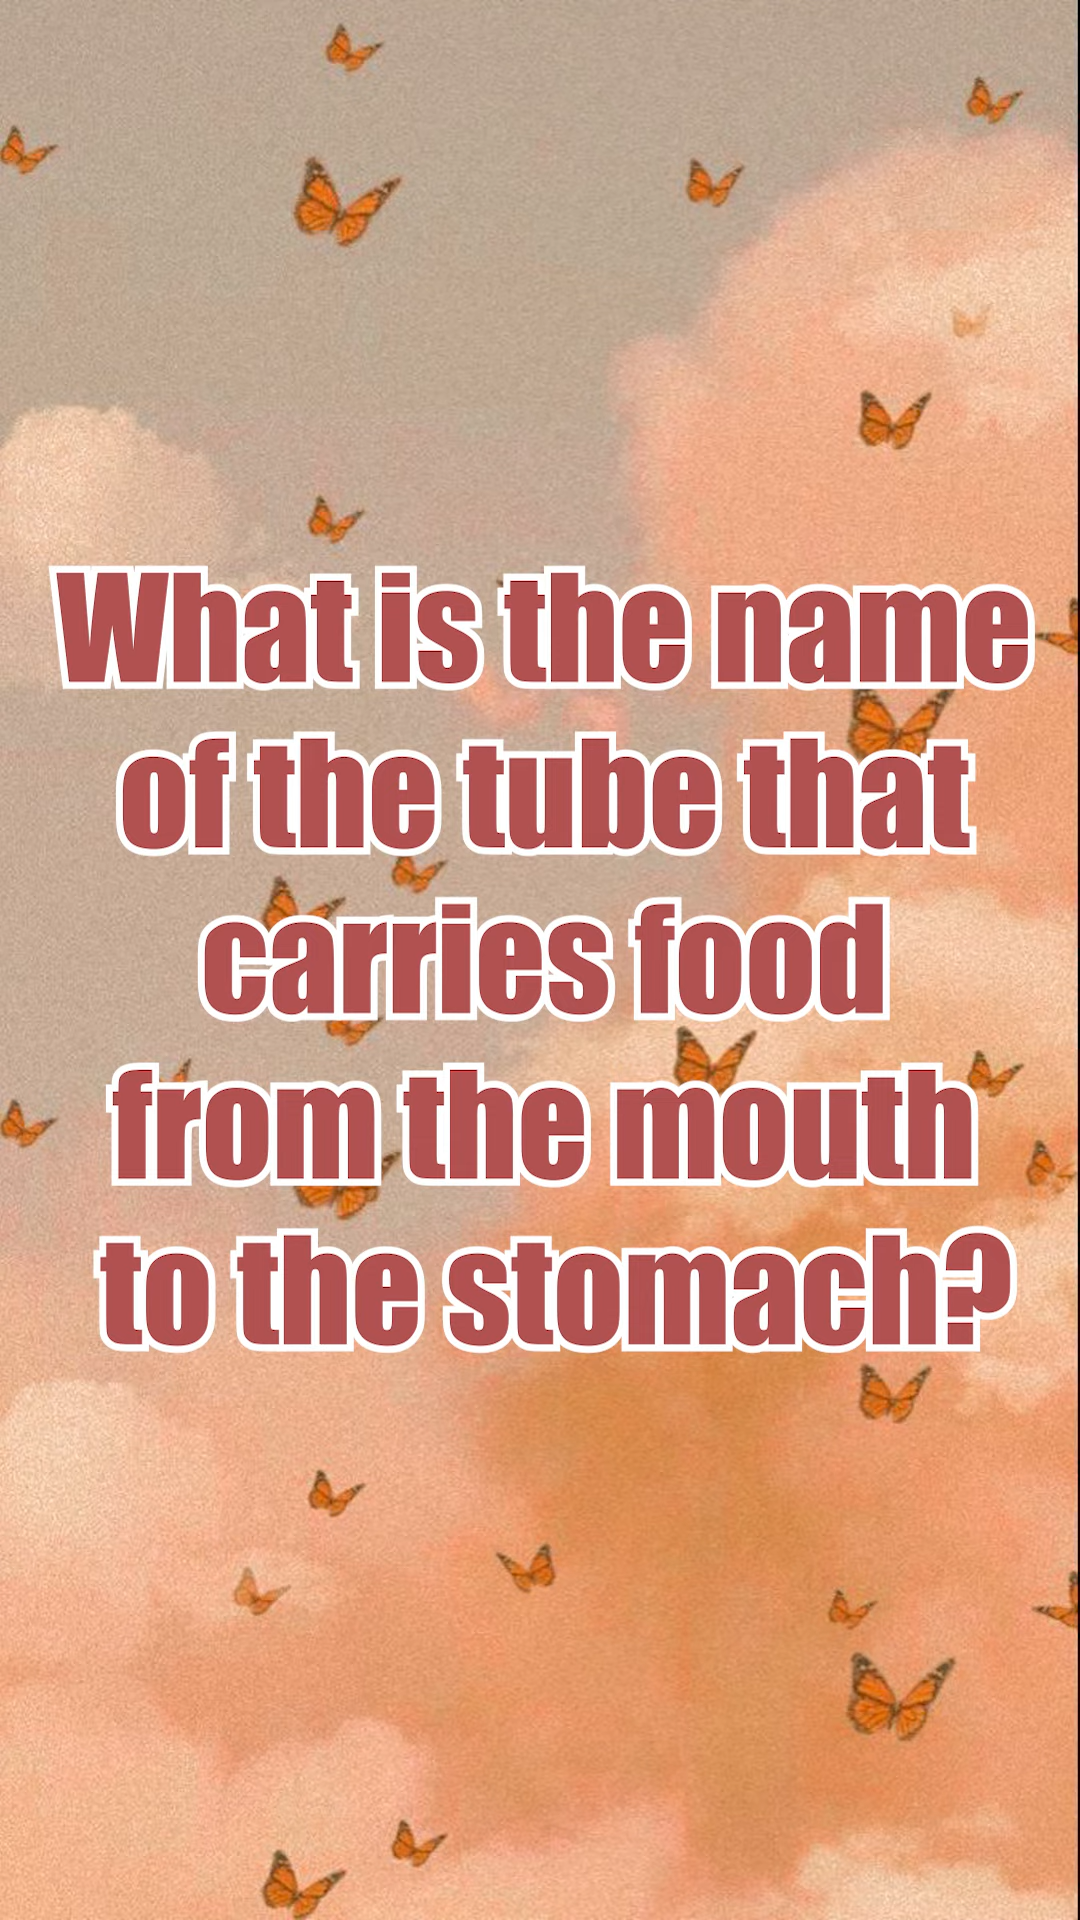 What is the name
of the tube that
carries food
from the mouth
to the stomach?